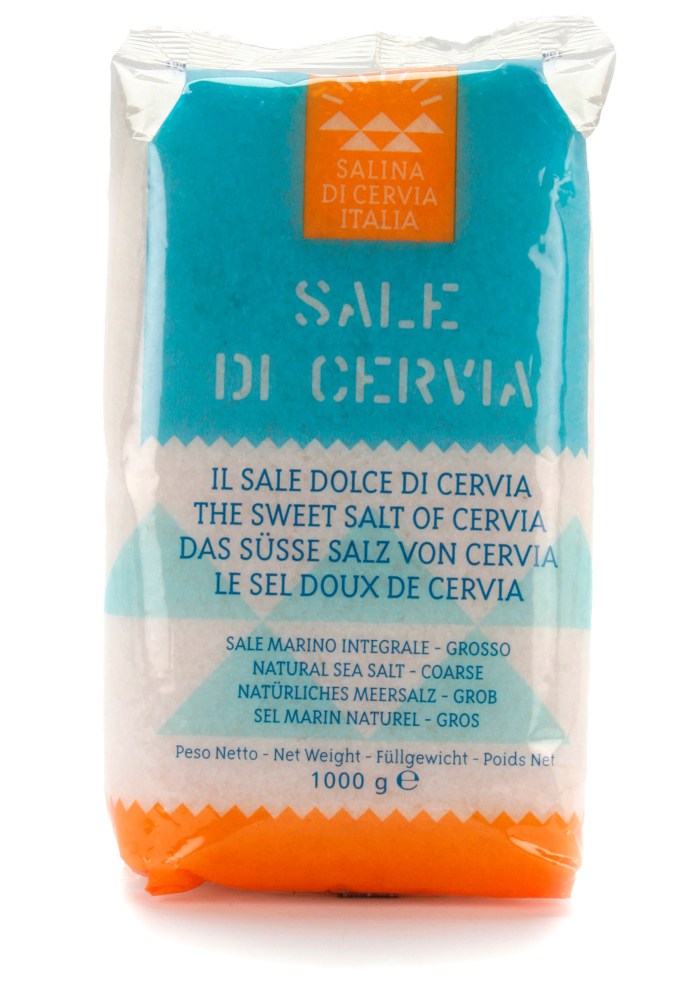 SALINA
DI CERVIA
ITALIA
SALE
DI CERVIA
IL SALE DOLCE DI CERVIA
THE SWEET SALT OF CERVIA
DAS SÜSSE SALZ VON CERVIA
LE SEL DOUX DE CERVIA
SALE MARINO INTEGRALE - GROSSO
NATURAL SEA SALT - COARSE
NATÜRLICHES MEERSALZ - GROB
SEL MARIN NATUREL - GROS
Peso Netto - Net Weight - Füllgewicht - Poids Net
1000 g ℮